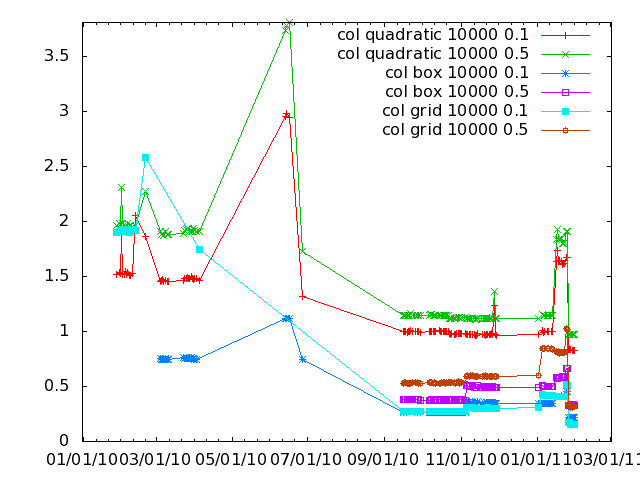 col quadratic 10000 0.1
col quadratic 10000 0.5
col box 10000 0.1
col box 10000 0.5
col grid 10000 0.1
col grid 10000 0.5
3.5
3
2.5
2
1.5
1
0.5
0
01/01/10 03/01/10 05/01/10 07/01/10 09/01/10 11/01/10 01/01/11 03/01/11